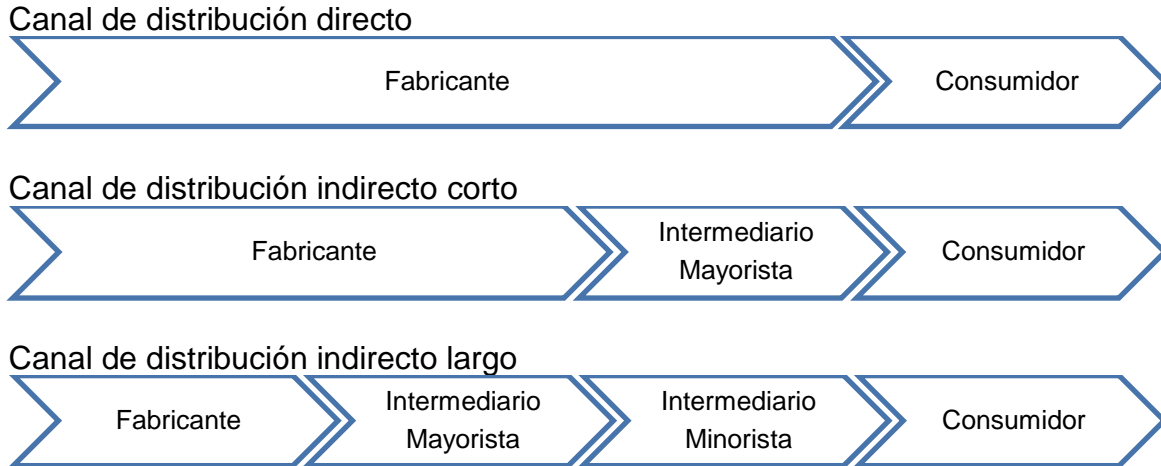 Canal de distribución directo
Fabricante
Consumidor
Canal de distribución indirecto corto
Fabricante
Intermediario
Mayorista
Consumidor
Canal de distribución indirecto largo
Fabricante
Intermediario
Mayorista
Intermediario
Minorista
Consumidor